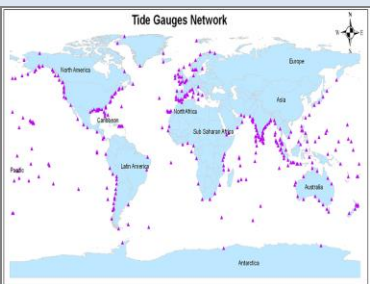 Tide Gauges Network
N
North America
Europe
Asia
Caribbean
North Africa
Sub Saharan Africa
Pacific
Latin America
Australia
Antarctica